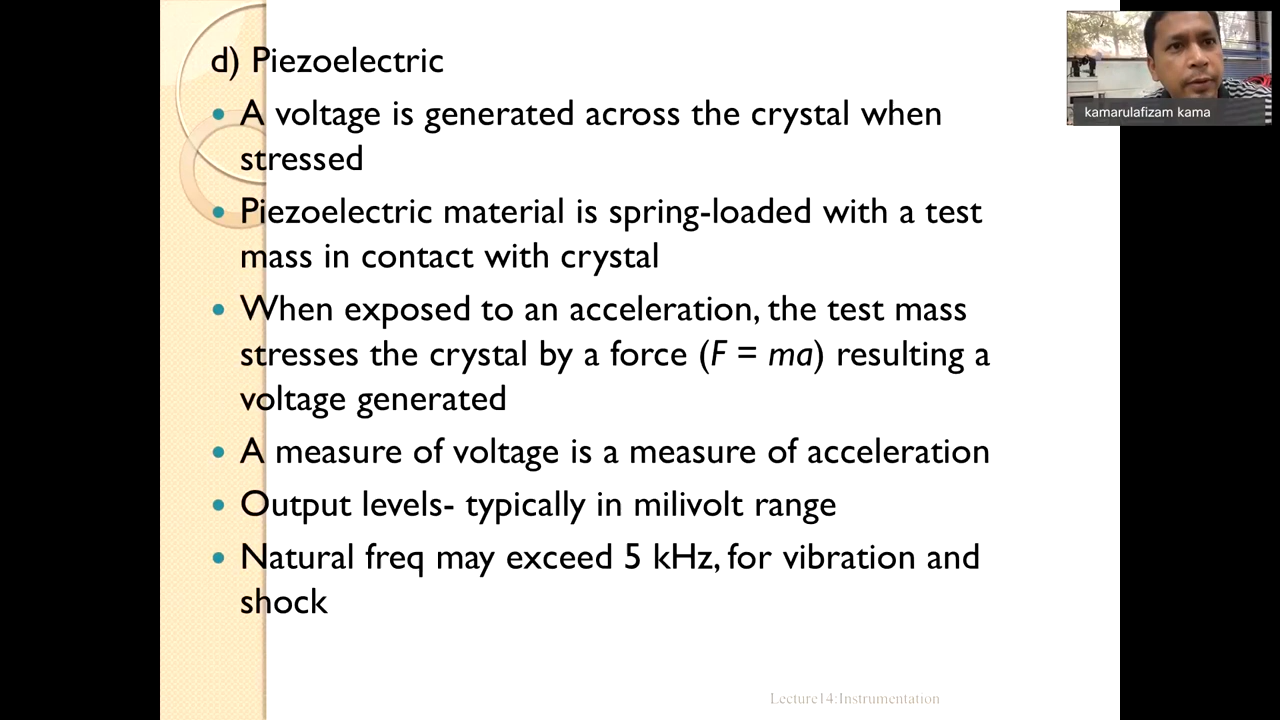 d) Piezoelectric
• A voltage is generated across the crystal when
stressed
• Piezoelectric material is spring-loaded with a test
mass in contact with crystal
• When exposed to an acceleration, the test mass
stresses the crystal by a force (F = ma) resulting a
voltage generated
• A measure of voltage is a measure of acceleration
• Output levels- typically in milivolt range
• Natural freq may exceed 5 kHz, for vibration and
shock
Lecture14:Instrumentation
kamarulafizam kama